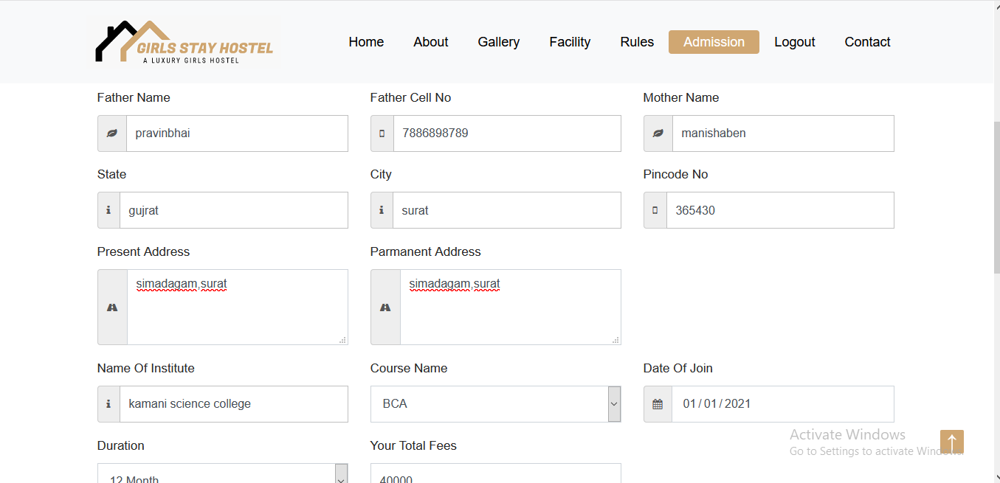 GIRLS STAY HOSTEL
A LUXURY GIRLS HOSTEL
Home About Gallery Facility Rules Admission Logout Contact
Father Name Father Cell No Mother Name
pravinbhai 7886898789 manishaben
State City Pincode No
gujrat surat 365430
Present Address Parmanent Address
simadagam,surat simadagam,surat
Name Of Institute Course Name Date Of Join
kamani science college BCA 01/01/2021
Activate Windows
Go to Settings to activate Windows.
Duration Your Total Fees
12 Month 40000